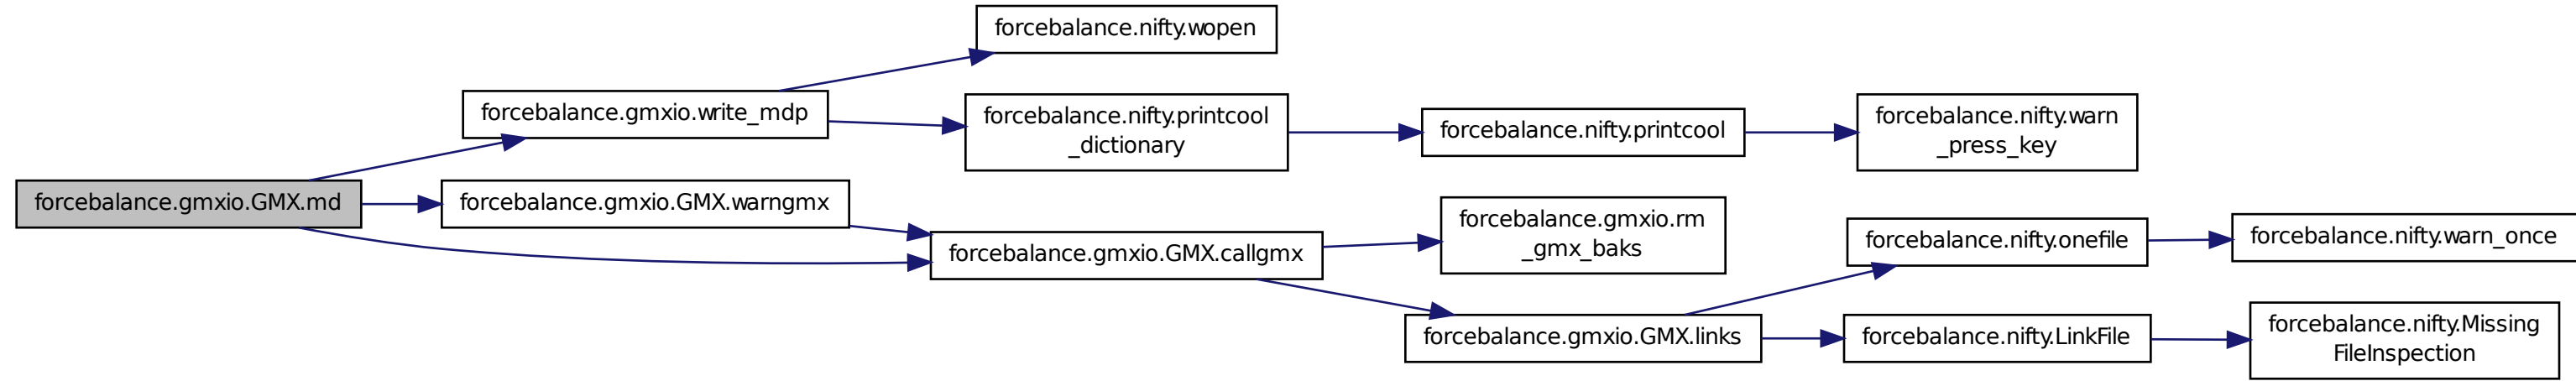 forcebalance.nifty.wopen
forcebalance.gmxio.write_mdp
forcebalance.nifty.printcool
_dictionary
forcebalance.nifty.printcool
forcebalance.nifty.warn
_press_key
forcebalance.gmxio.GMX.md
forcebalance.gmxio.GMX.warngmx
forcebalance.gmxio.GMX.callgmx
forcebalance.gmxio.rm
_gmx_baks
forcebalance.nifty.onefile
forcebalance.nifty.warn_once
forcebalance.gmxio.GMX.links
forcebalance.nifty.LinkFile
forcebalance.nifty.Missing
FileInspection